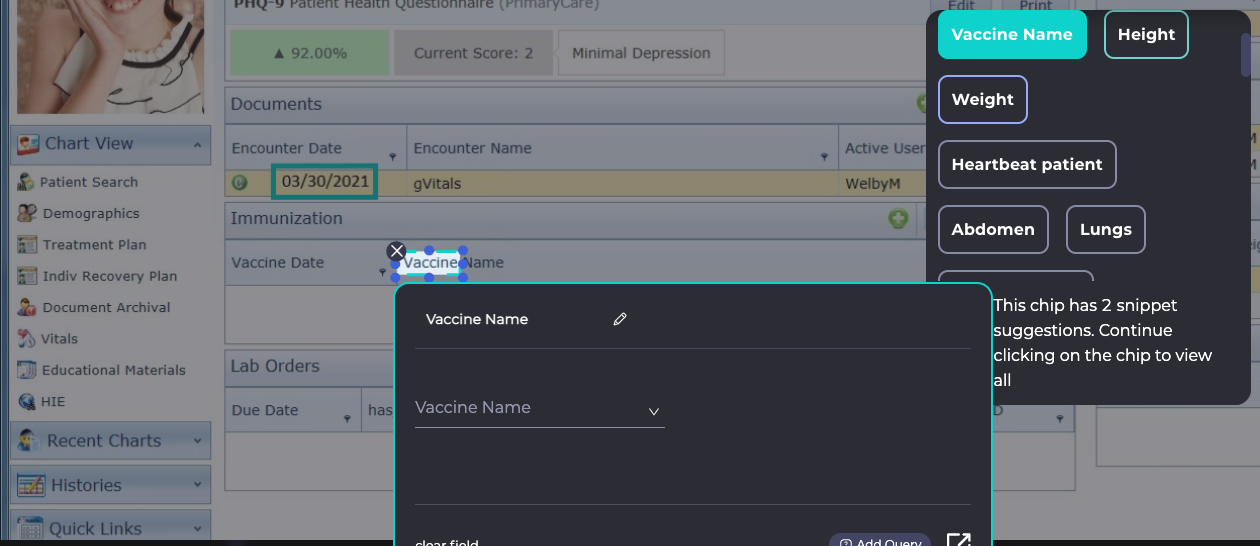 PHQ-9 Patient Health Questionnaire (PrimaryCare)
Edit Print
▲ 92.00% Current Score: 2 Minimal Depression
Documents
Encounter Date Encounter Name Active User
03/30/2021 gVitals WelbyM
Immunization
Vaccine Date Vaccine Name
Lab Orders
Due Date has
Chart View
Patient Search
Demographics
Treatment Plan
Indiv Recovery Plan
Document Archival
Vitals
Educational Materials
HIE
Recent Charts
Histories
Quick Links
Vaccine Name
Vaccine Name
clear field
Add Query
Vaccine Name Height
Weight
Heartbeat patient
Abdomen Lungs
This chip has 2 snippet
suggestions. Continue
clicking on the chip to view
all